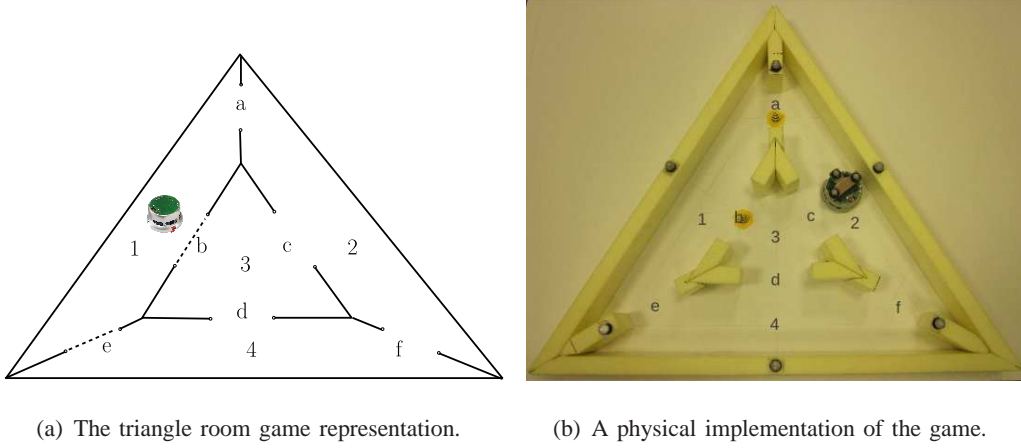 a
b
c
1
2
3
d
e
4
f
a
1
b
c
2
3
d
e
f
4
(a) The triangle room game representation.
(b) A physical implementation of the game.